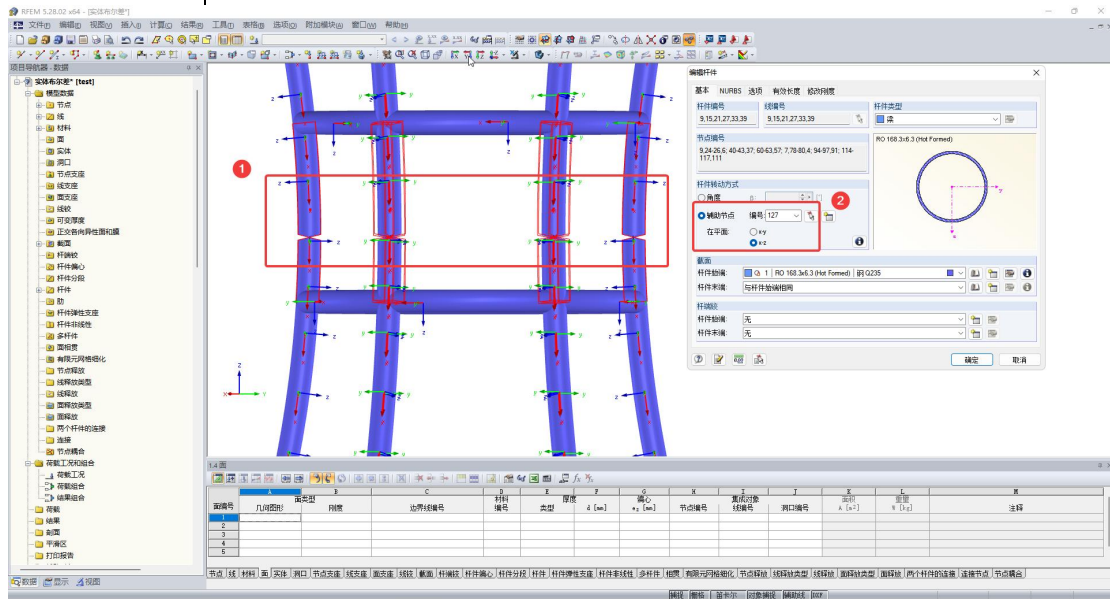 RFEM 5.28.02 x64 - [实体布尔差*]
文件(F) 编辑(E) 视图(V) 插入(I) 计算(C) 结果(R) 工具(T) 表格(B) 选项(O) 附加模块(A) 窗口(W) 帮助(H)
项目导航器 - 数据
实体布尔差* [test]
模型数据
节点
线
材料
面
实体
洞口
节点支座
线支座
面支座
线铰
可变厚度
正交各向异性面和膜
截面
杆端铰
杆件偏心
杆件分段
杆件
肋
杆件弹性支座
杆件非线性
多杆件
面相贯
有限元网格细化
节点释放
线释放类型
线释放
面释放类型
面释放
两个杆件的连接
连接
节点耦合
荷载工况和组合
荷载工况
荷载组合
结果组合
荷载
结果
剖面
平滑区
打印报告
数据 显示 视图
1
编辑杆件
基本 NURBS 选项 有效长度 修改刚度
杆件编号 线编号 杆件类型
9,15,21,27,33,39 9,15,21,27,33,39 梁
节点编号 RO 168.3x6.3 (Hot Formed)
9,24-26,6; 40-43,37; 60-63,57; 7,78-80,4; 94-97,91; 114-
117,111
杆件转动方式
角度
2
辅助节点 编号: 127
在平面: x-y
x-z
截面
杆件始端: 1 | RO 168.3x6.3 (Hot Formed) | 钢 Q235
杆件末端: 与杆件始端相同
杆端铰
杆件始端: 无
杆件末端: 无
确定 取消
1.4 面
A B C D E F G H I J K L M
面编号 面类型 材料 厚度 偏心 集成对象 面积 重量
几何图形 刚度 边界线编号 编号 类型 d [mm] ez [mm] 节点编号 线编号 洞口编号 A [m²] W [kg] 注释
1
2
3
4
5
节点 线 材料 面 实体 洞口 节点支座 线支座 面支座 线铰 截面 杆端铰 杆件偏心 杆件分段 杆件 杆件弹性支座 杆件非线性 多杆件 相贯 有限元网格细化 节点释放 线释放类型 线释放 面释放类型 面释放 两个杆件的连接 连接节点 节点耦合
捕捉 栅格 笛卡尔 对象捕捉 辅助线 DXF